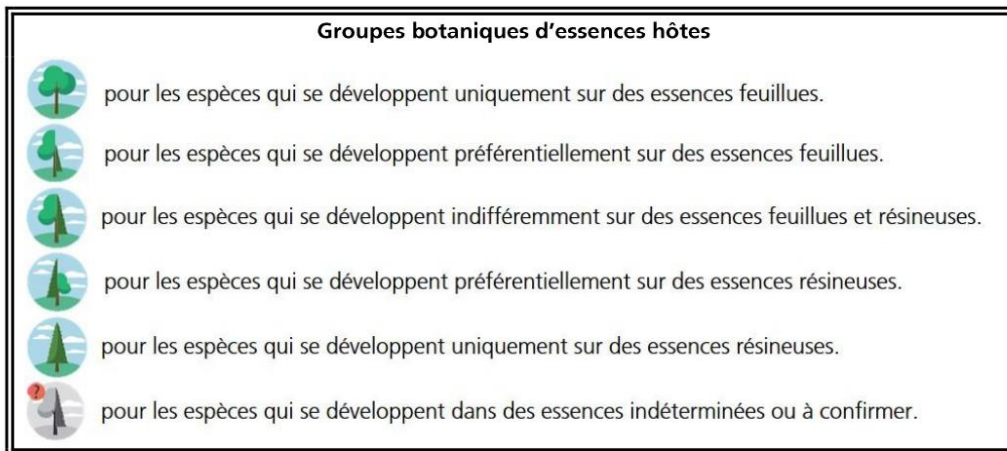 Groupes botaniques d’essences hôtes
pour les espèces qui se développent uniquement sur des essences feuillues.
pour les espèces qui se développent préférentiellement sur des essences feuillues.
pour les espèces qui se développent indifféremment sur des essences feuillues et résineuses.
pour les espèces qui se développent préférentiellement sur des essences résineuses.
pour les espèces qui se développent uniquement sur des essences résineuses.
? pour les espèces qui se développent dans des essences indéterminées ou à confirmer.